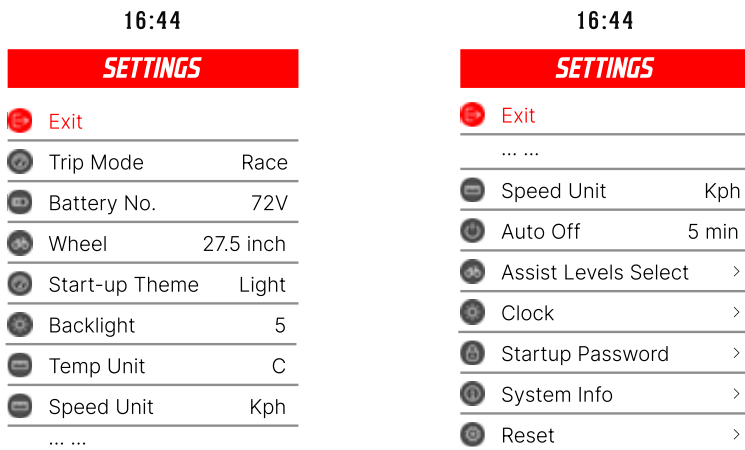 16:44
SETTINGS
Exit
Trip Mode Race
Battery No. 72V
Wheel 27.5 inch
Start-up Theme Light
Backlight 5
Temp Unit C
Speed Unit Kph
... ...
16:44
SETTINGS
Exit
... ...
Speed Unit Kph
Auto Off 5 min
Assist Levels Select >
Clock >
Startup Password >
System Info >
Reset >